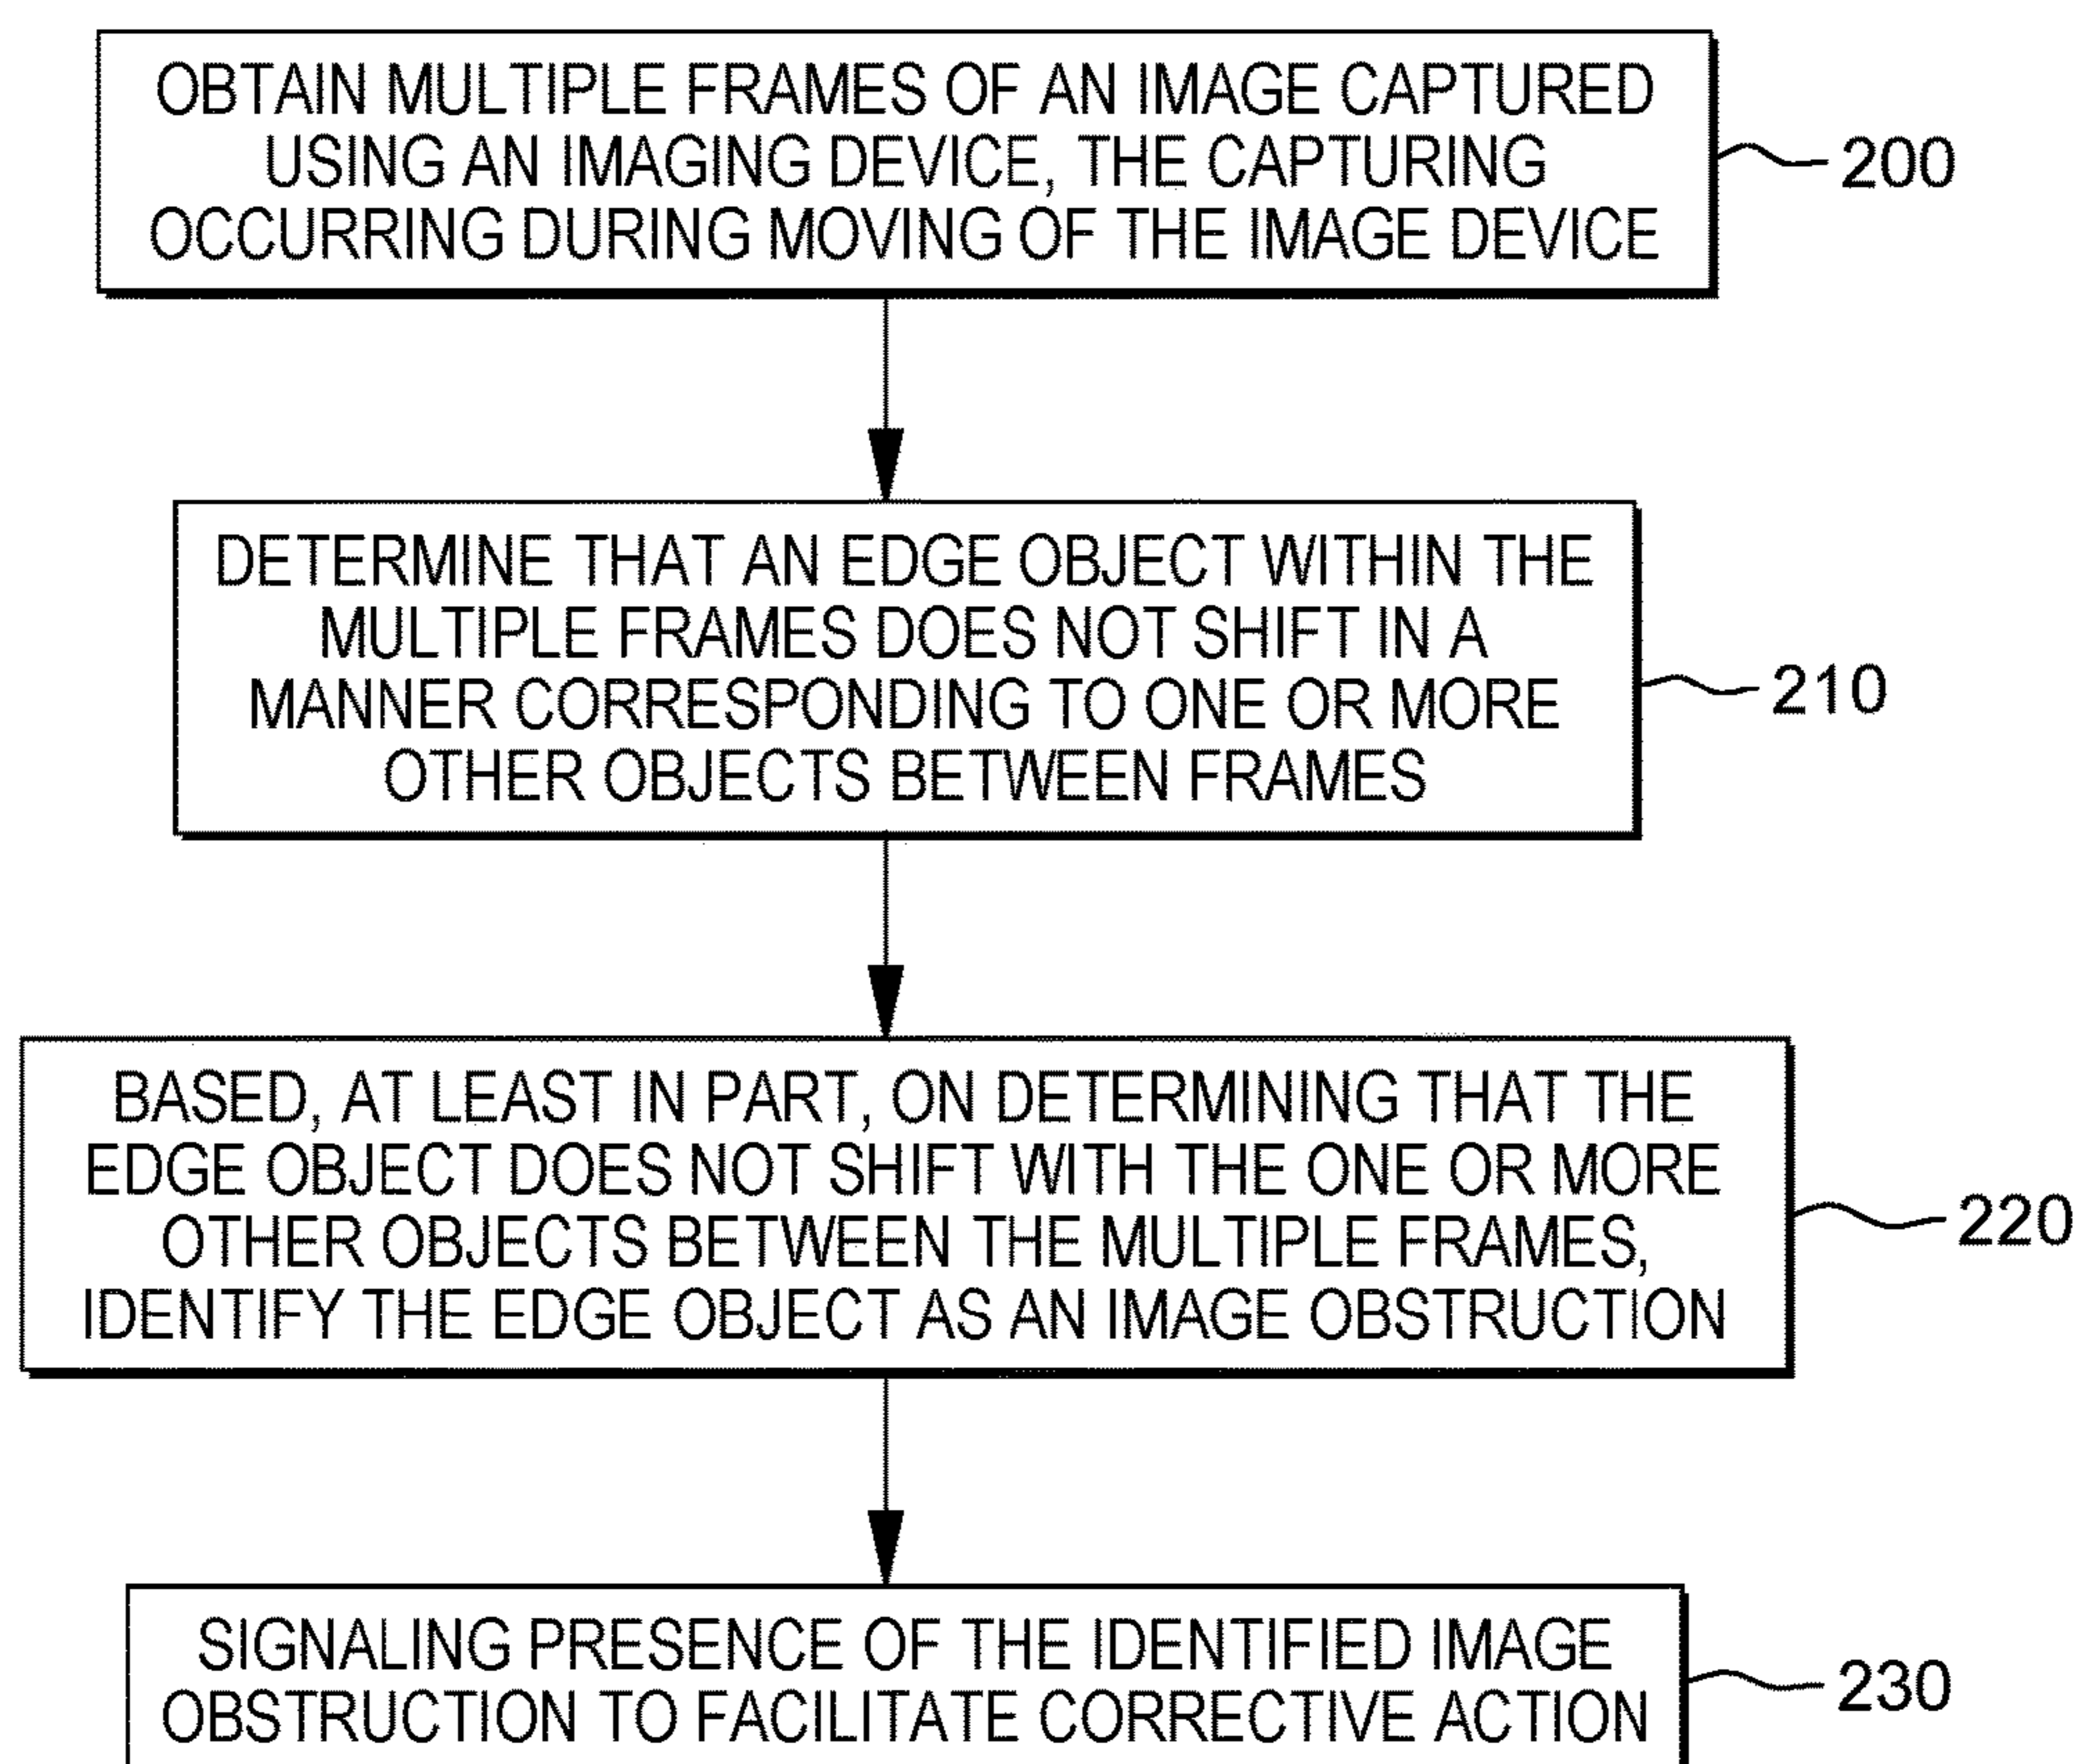 OBTAIN MULTIPLE FRAMES OF AN IMAGE CAPTURED
USING AN IMAGING DEVICE, THE CAPTURING
OCCURRING DURING MOVING OF THE IMAGE DEVICE
200
DETERMINE THAT AN EDGE OBJECT WITHIN THE
MULTIPLE FRAMES DOES NOT SHIFT IN A
MANNER CORRESPONDING TO ONE OR MORE
OTHER OBJECTS BETWEEN FRAMES
210
BASED, AT LEAST IN PART, ON DETERMINING THAT THE
EDGE OBJECT DOES NOT SHIFT WITH THE ONE OR MORE
OTHER OBJECTS BETWEEN THE MULTIPLE FRAMES,
IDENTIFY THE EDGE OBJECT AS AN IMAGE OBSTRUCTION
220
SIGNALING PRESENCE OF THE IDENTIFIED IMAGE
OBSTRUCTION TO FACILITATE CORRECTIVE ACTION
230